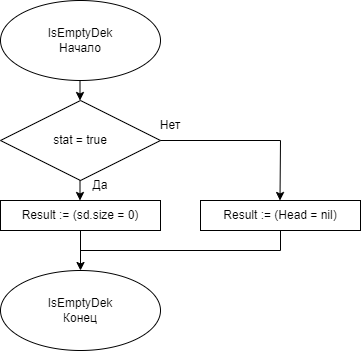 IsEmptyDek
Начало
stat = true
Нет
Да
Result := (sd.size = 0)
Result := (Head = nil)
IsEmptyDek
Конец